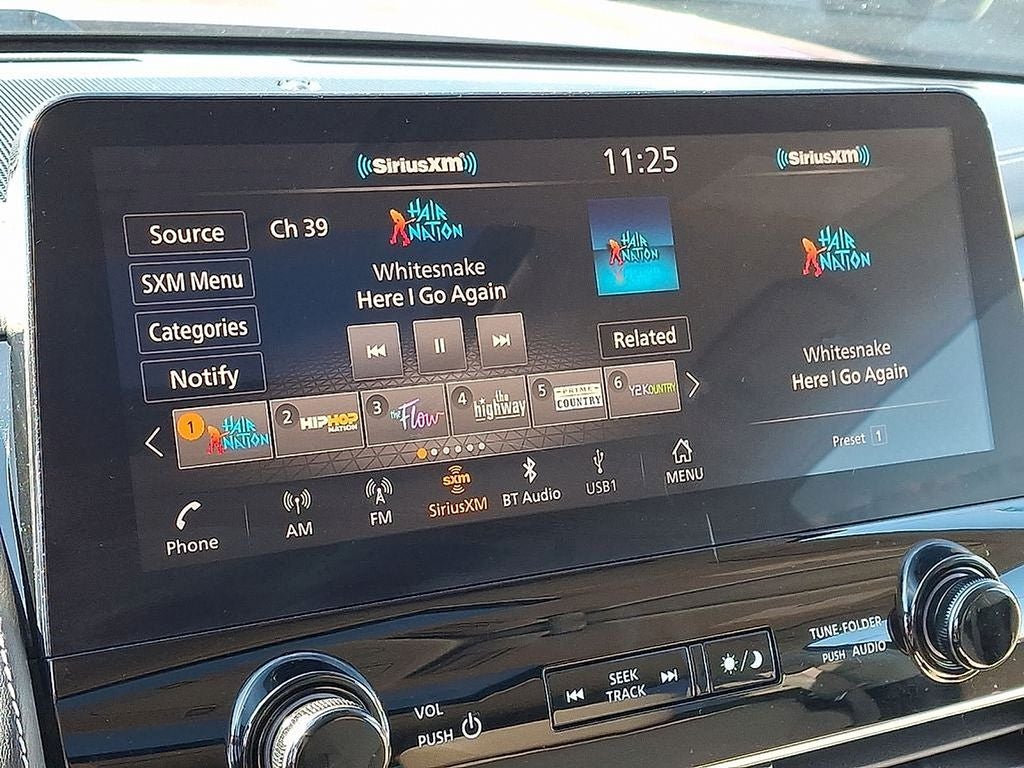 SiriusXM
11:25
SiriusXM
Source
Ch 39
HAIR NATION
HAIR NATION
HAIR NATION
SXM Menu
Whitesnake
Here I Go Again
Categories
Related
Whitesnake
Here I Go Again
Notify
1 HAIR NATION
2 HIPHOP NATION
3 the Flow
4 the highway
5 PRIME COUNTRY
6 Y2KOUNTRY
Preset 1
Phone
AM
FM
sxm
SiriusXM
BT Audio
USB1
MENU
TUNE·FOLDER
PUSH AUDIO
SEEK
TRACK
VOL
PUSH